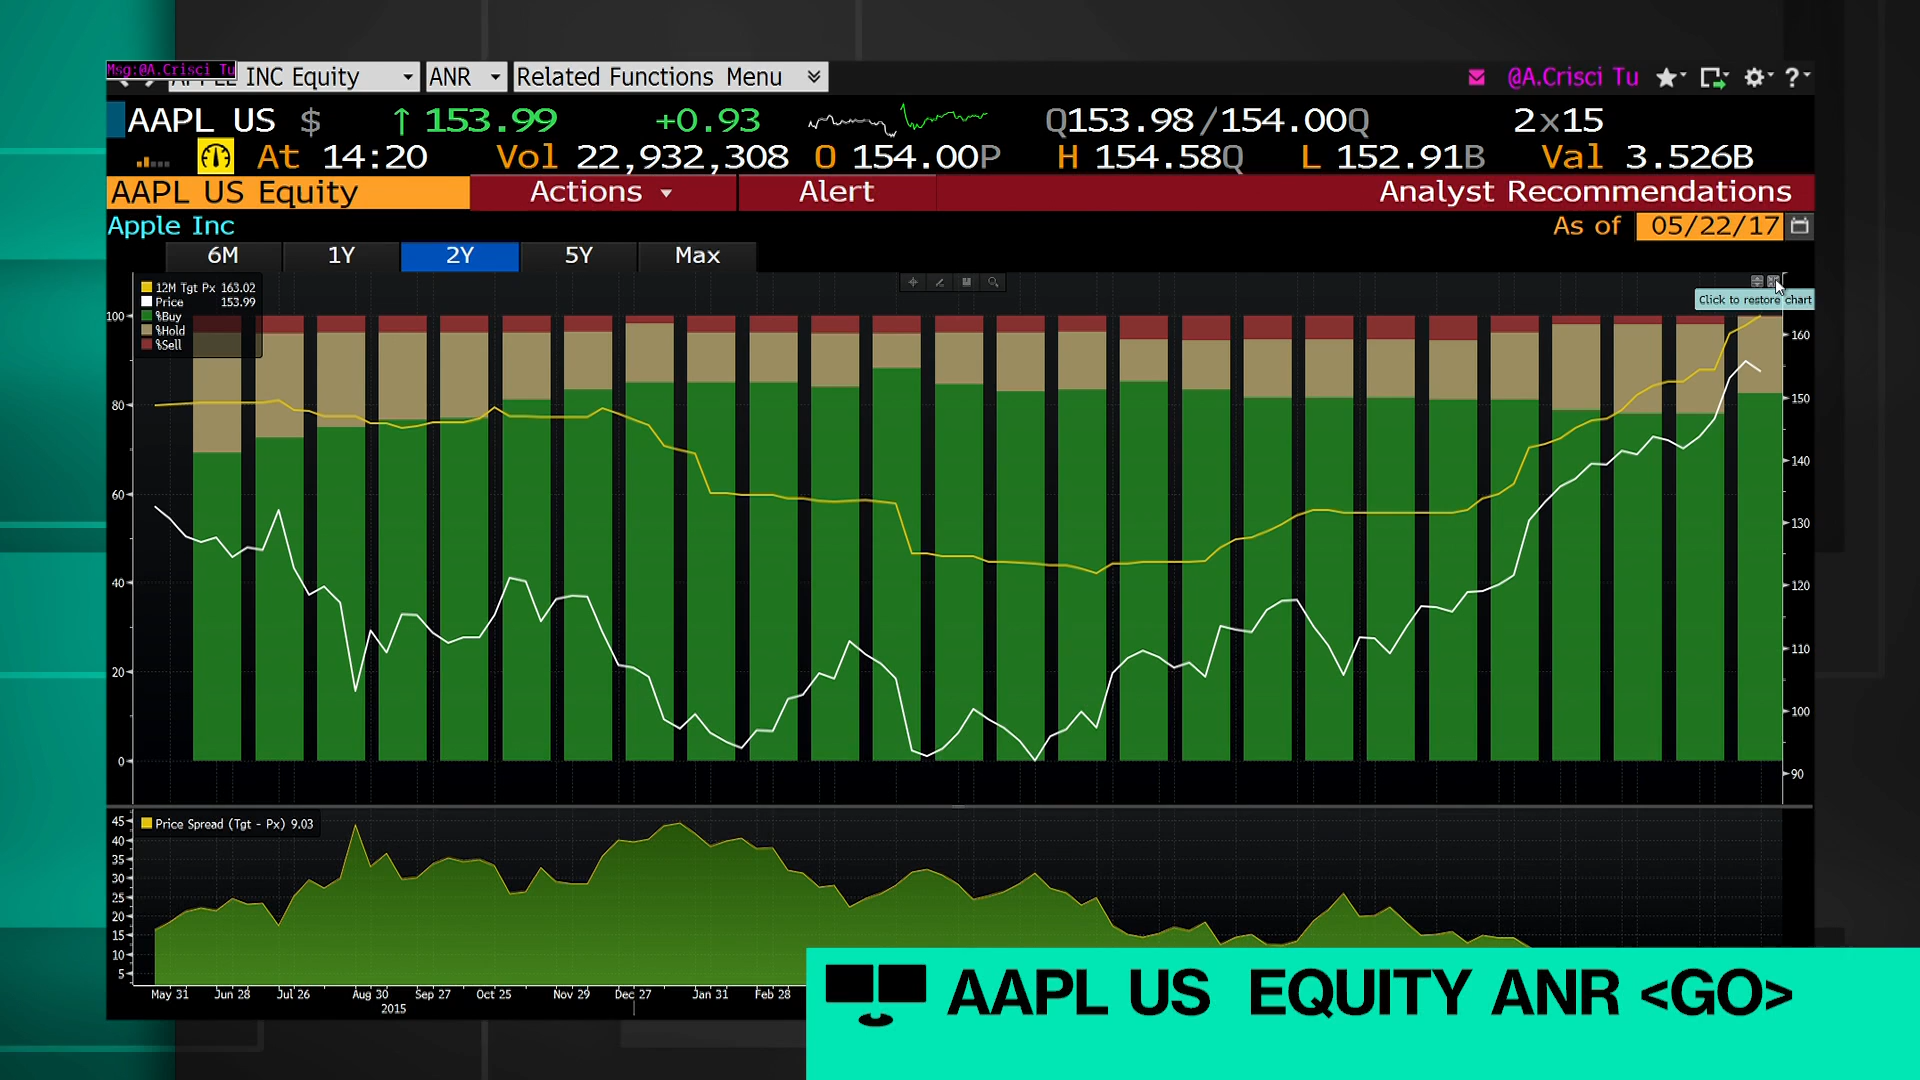 Msg:@A.Crisci Tu
INC Equity ANR Related Functions Menu @A.Crisci Tu ?
AAPL US $ ↑ 153.99 +0.93 Q153.98/154.00Q 2x15
At 14:20 Vol 22,932,308 O 154.00P H 154.58Q L 152.91B Val 3.526B
AAPL US Equity Actions Alert Analyst Recommendations
Apple Inc As of 05/22/17
6M 1Y 2Y 5Y Max
12M Tgt Px 163.02
Price 153.99
%Buy
%Hold
%Sell
Click to restore chart
100
80
60
40
20
0
160
150
140
130
120
110
100
90
Price Spread (Tgt - Px) 9.03
45
40
35
30
25
20
15
10
5
May 31 Jun 28 Jul 26 Aug 30 Sep 27 Oct 25 Nov 29 Dec 27 Jan 31 Feb 28
2015
AAPL US EQUITY ANR <GO>